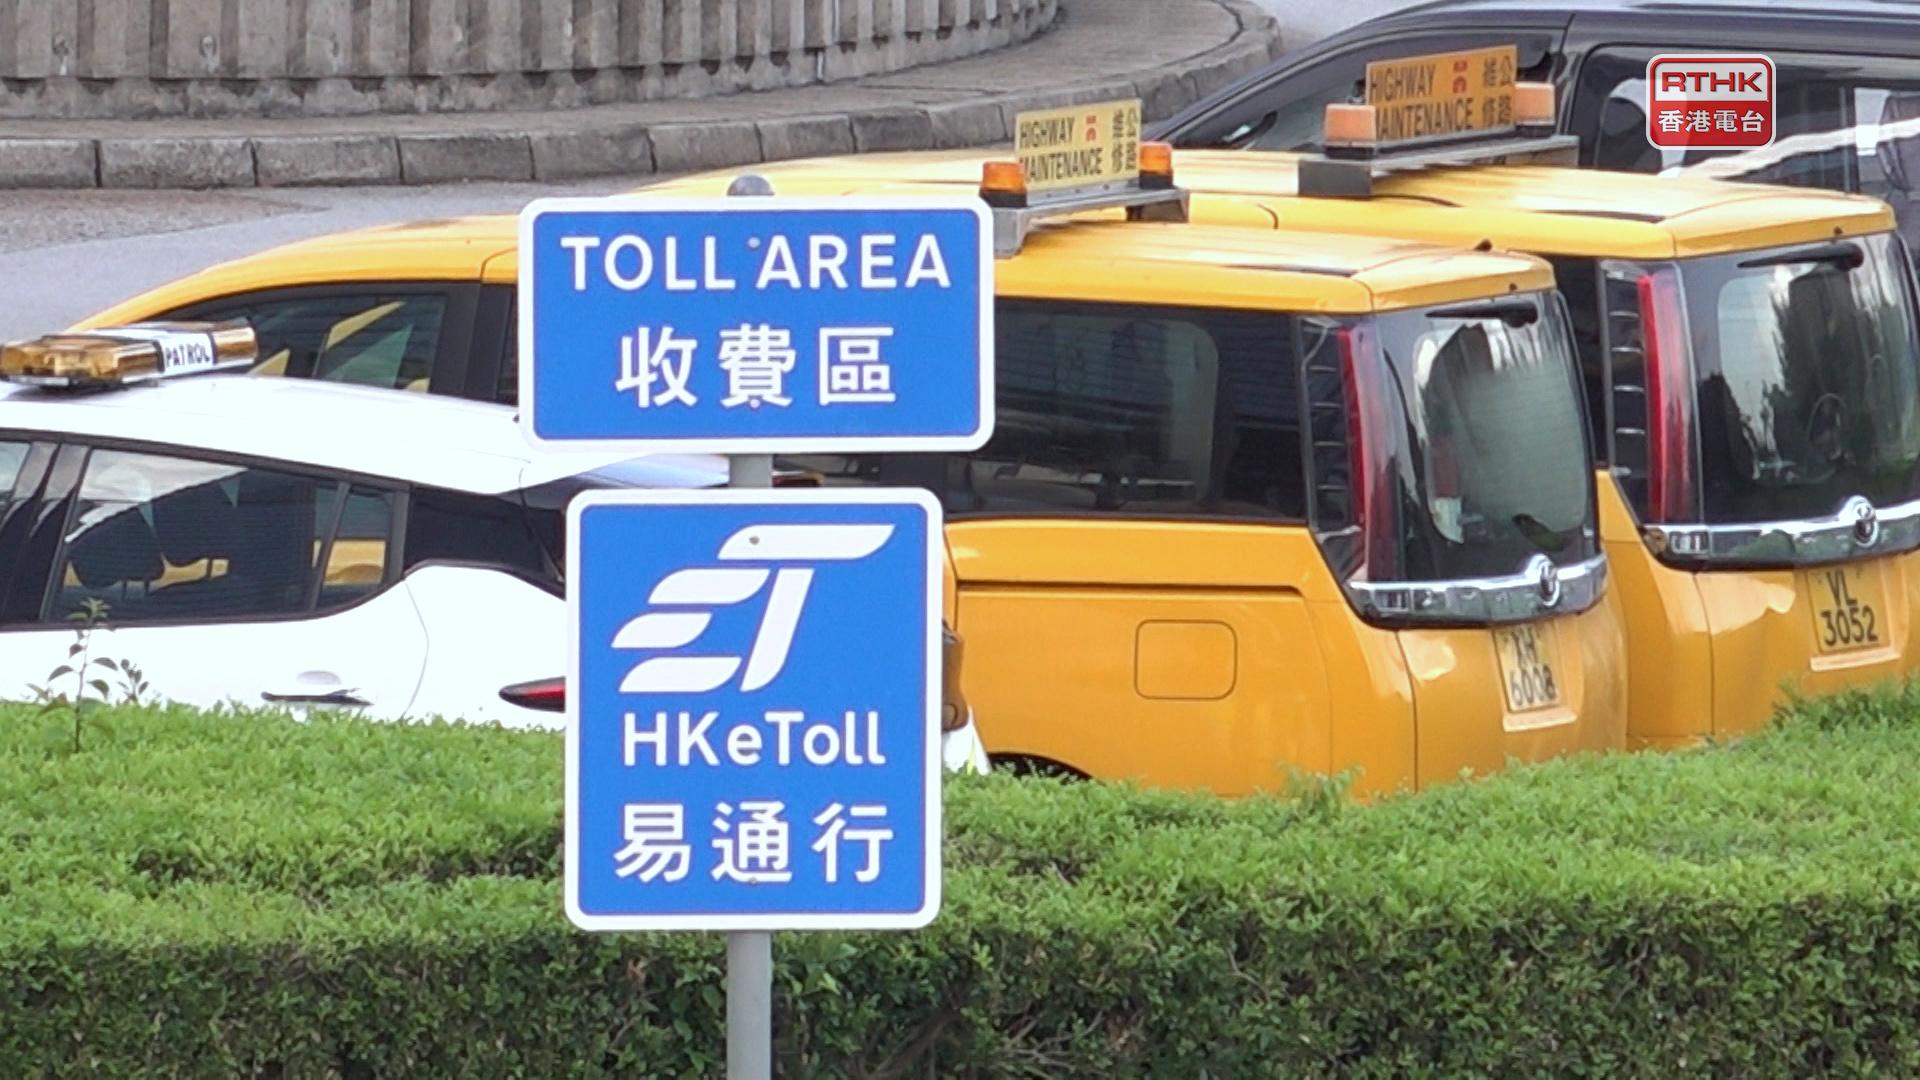 RTHK
香港電台
HIGHWAY 維公
MAINTENANCE 修路
HIGHWAY 維公
MAINTENANCE 修路
PATROL
TOLL AREA
收費區
HKeToll
易通行
VL
3052
6008